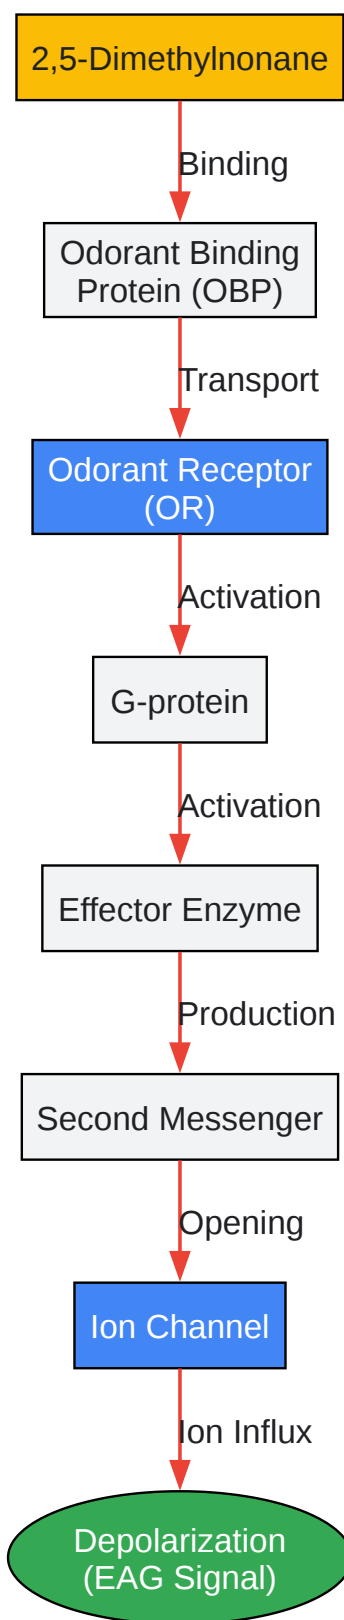 2,5-Dimethylnonane
Binding
Odorant Binding
Protein (OBP)
Transport
Odorant Receptor
(OR)
Activation
G-protein
Activation
Effector Enzyme
Production
Second Messenger
Opening
Ion Channel
Ion Influx
Depolarization
(EAG Signal)